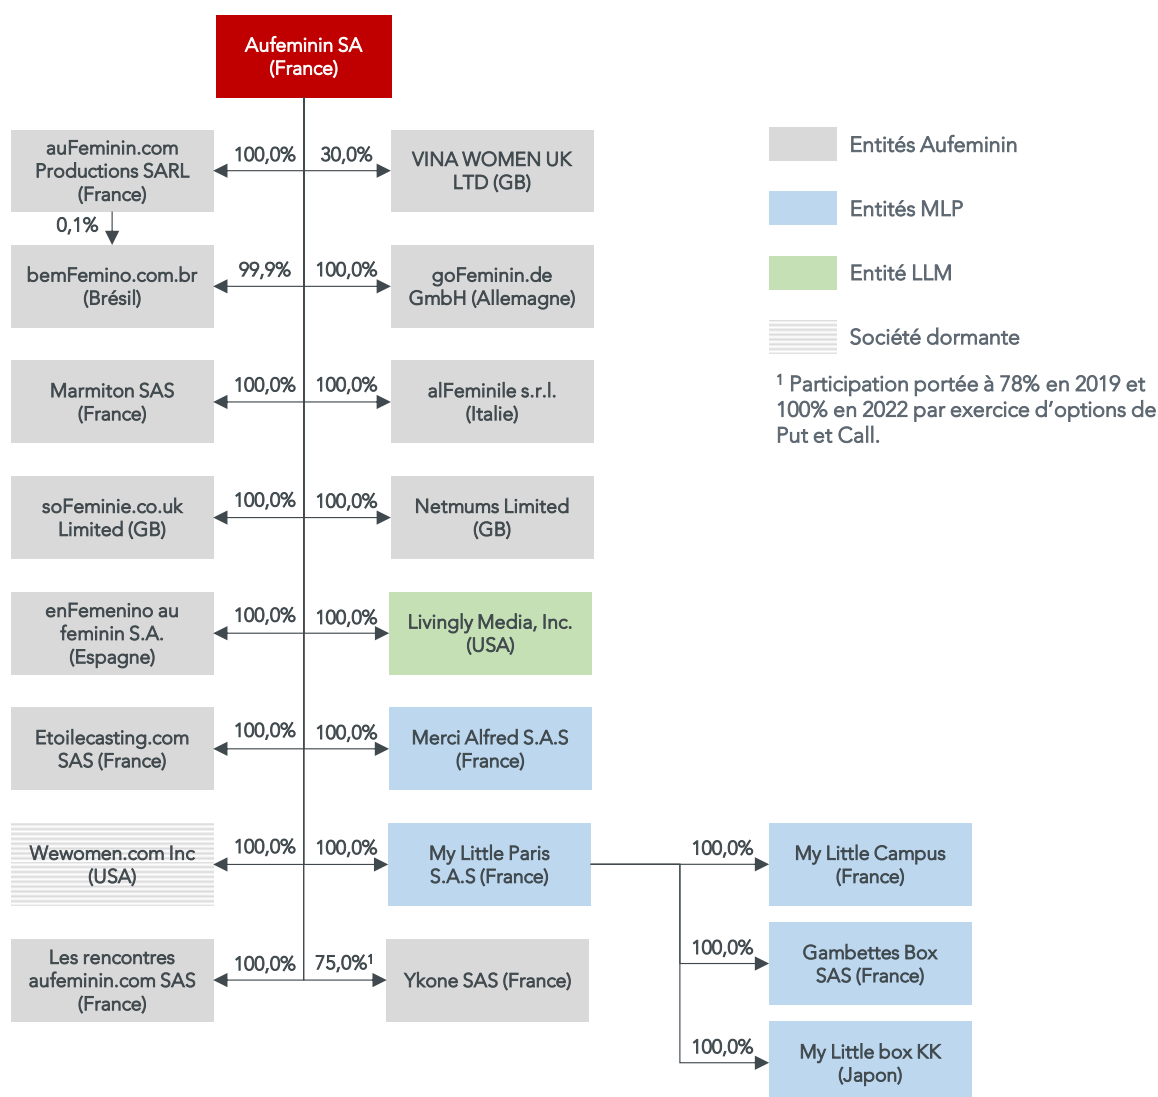 Aufeminin SA
(France)
auFeminin.com
Productions SARL
(France)
100,0%
30,0%
VINA WOMEN UK
LTD (GB)
0,1%
bemFemino.com.br
(Brésil)
99,9%
100,0%
goFeminin.de
GmbH (Allemagne)
Marmiton SAS
(France)
100,0%
100,0%
alFeminile s.r.l.
(Italie)
soFeminie.co.uk
Limited (GB)
100,0%
100,0%
Netmums Limited
(GB)
enFemenino au
feminin S.A.
(Espagne)
100,0%
100,0%
Livingly Media, Inc.
(USA)
Etoilecasting.com
SAS (France)
100,0%
100,0%
Merci Alfred S.A.S
(France)
Wewomen.com Inc
(USA)
100,0%
100,0%
My Little Paris
S.A.S (France)
100,0%
My Little Campus
(France)
100,0%
Gambettes Box
SAS (France)
100,0%
My Little box KK
(Japon)
Les rencontres
aufeminin.com SAS
(France)
100,0%
75,0%¹
Ykone SAS (France)
Entités Aufeminin
Entités MLP
Entité LLM
Société dormante
¹ Participation portée à 78% en 2019 et
100% en 2022 par exercice d’options de
Put et Call.